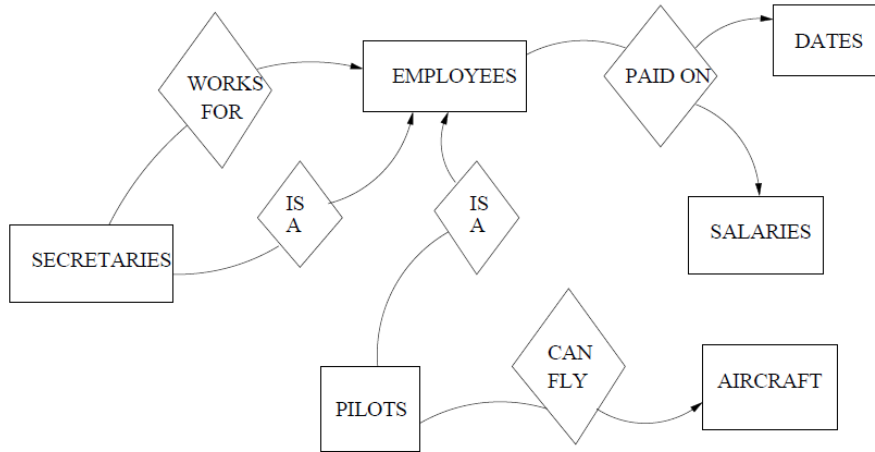 DATES
EMPLOYEES
PAID ON
WORKS
FOR
IS
A
IS
A
SALARIES
SECRETARIES
CAN
FLY
AIRCRAFT
PILOTS